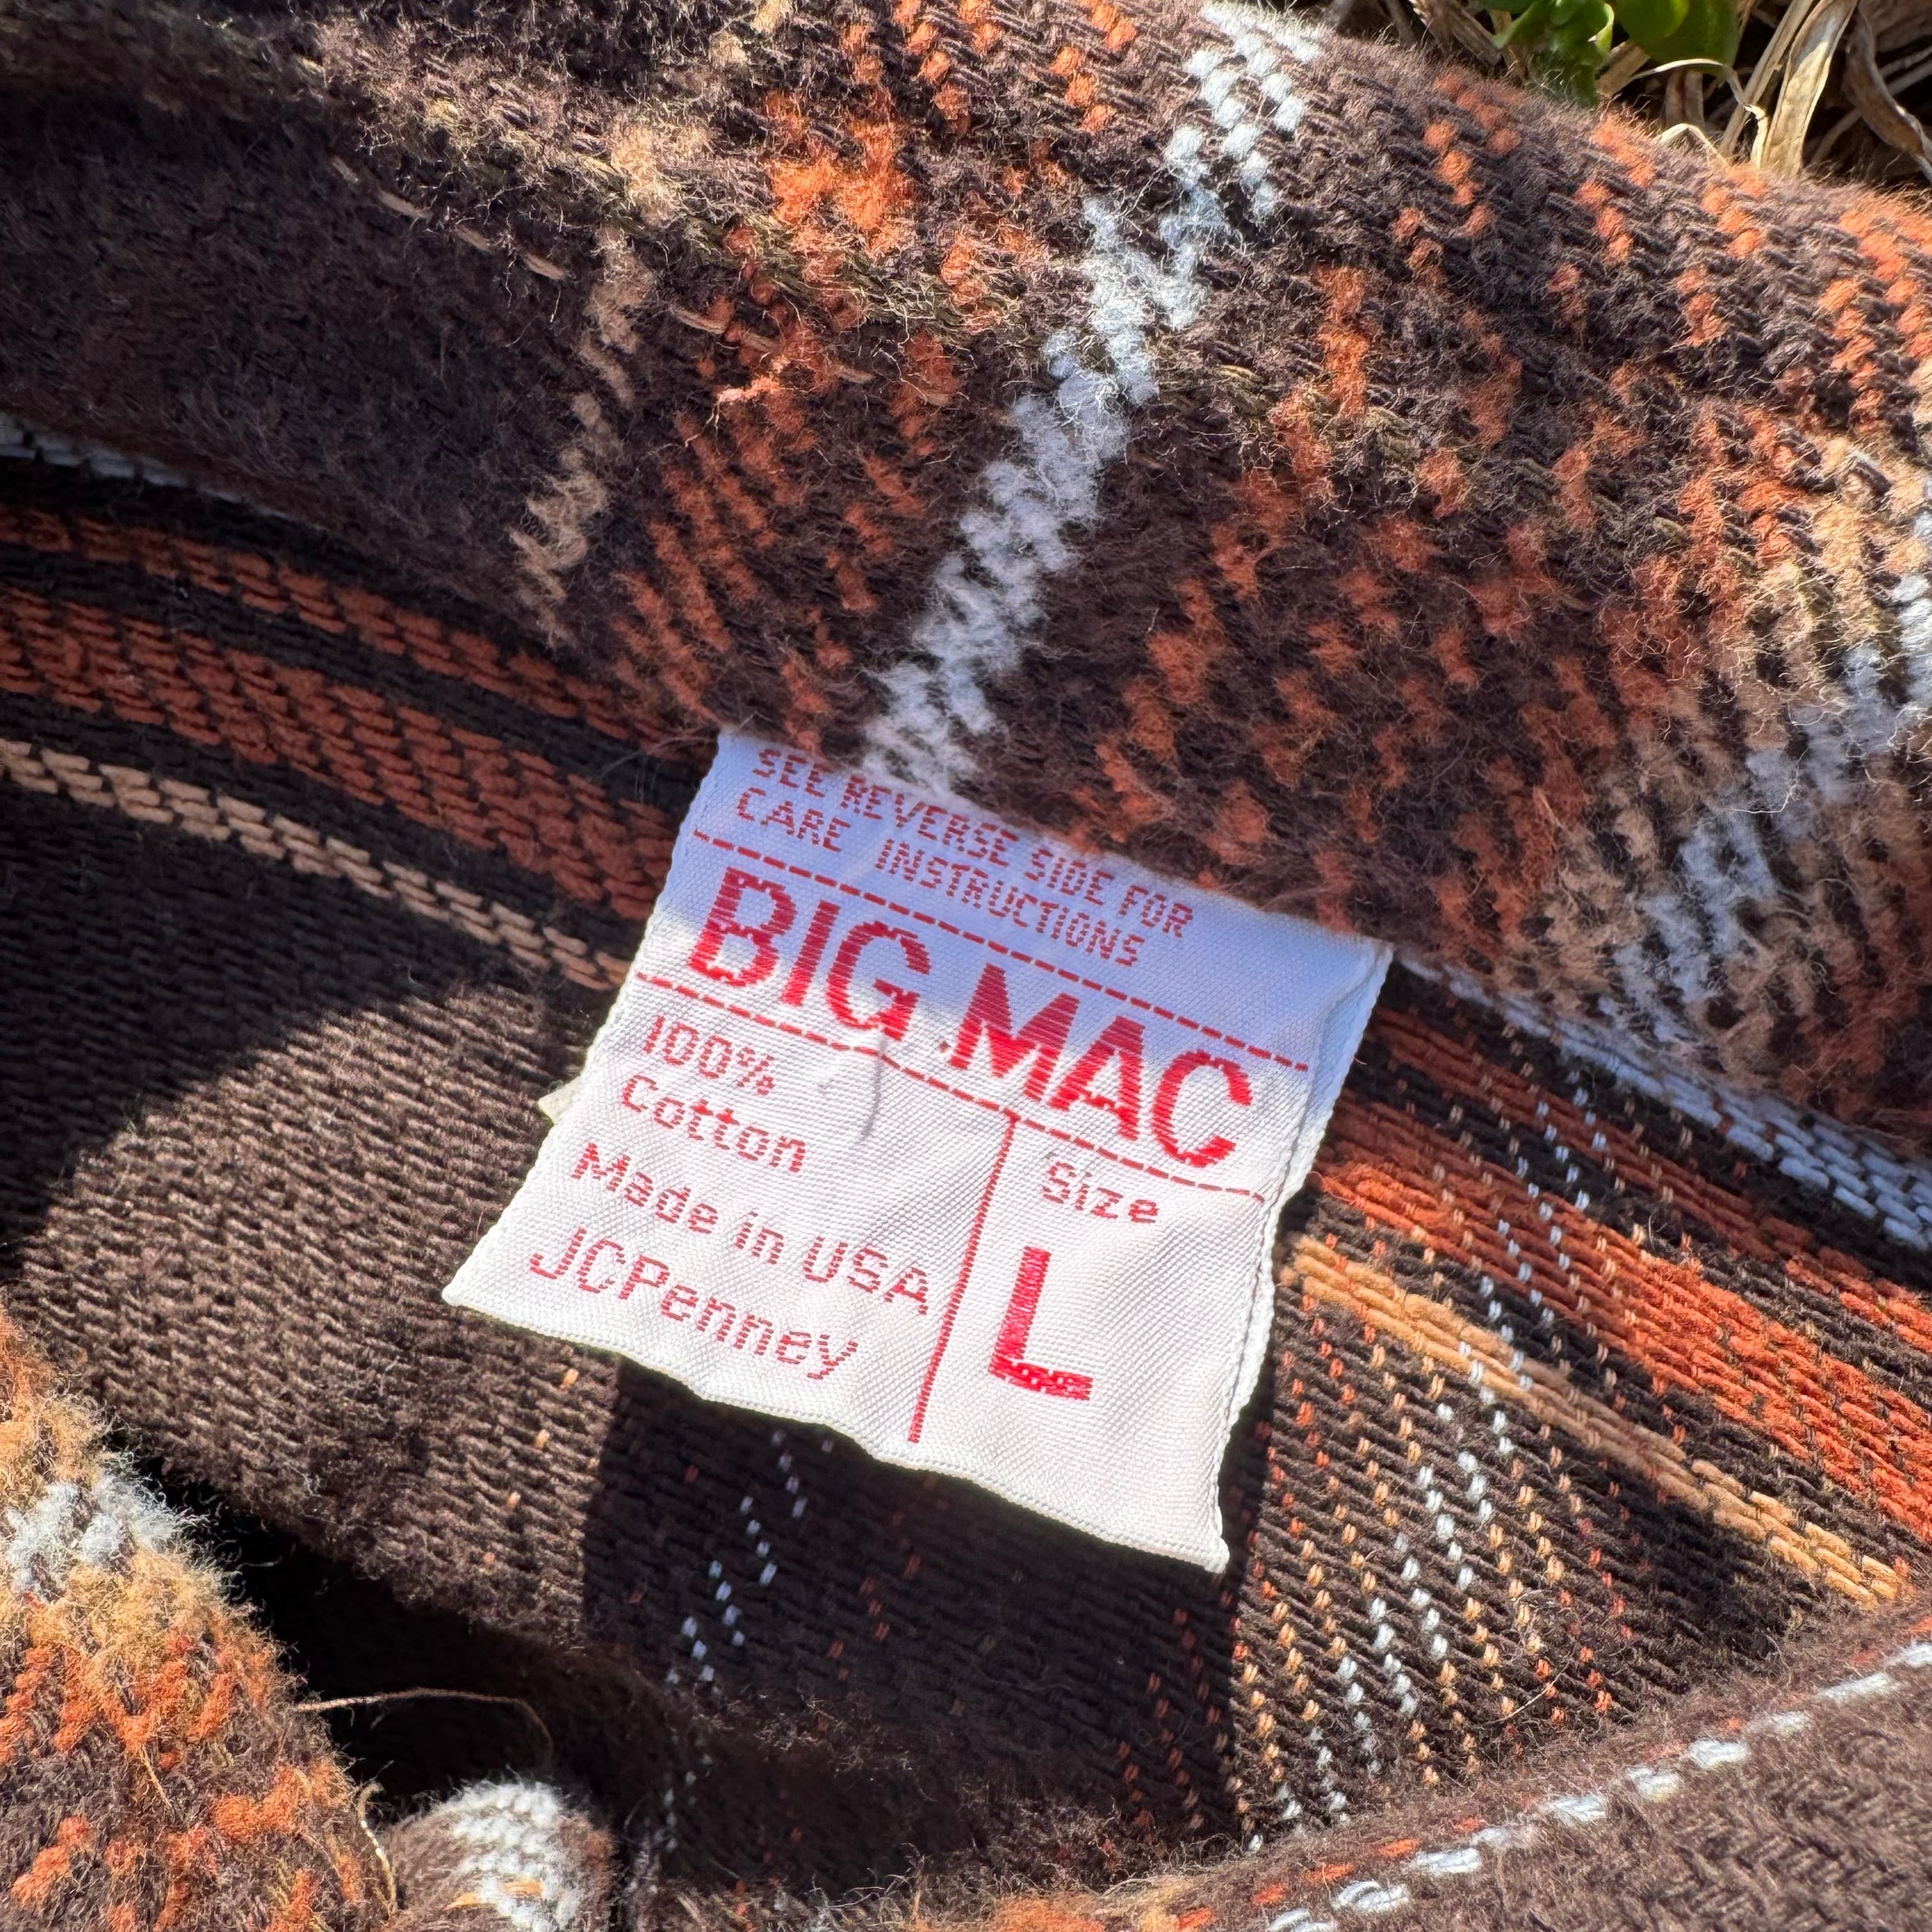 SEE REVERSE SIDE FOR
CARE INSTRUCTIONS
BIG MAC
100%
Cotton
Made in USA
JCPenney
Size
L